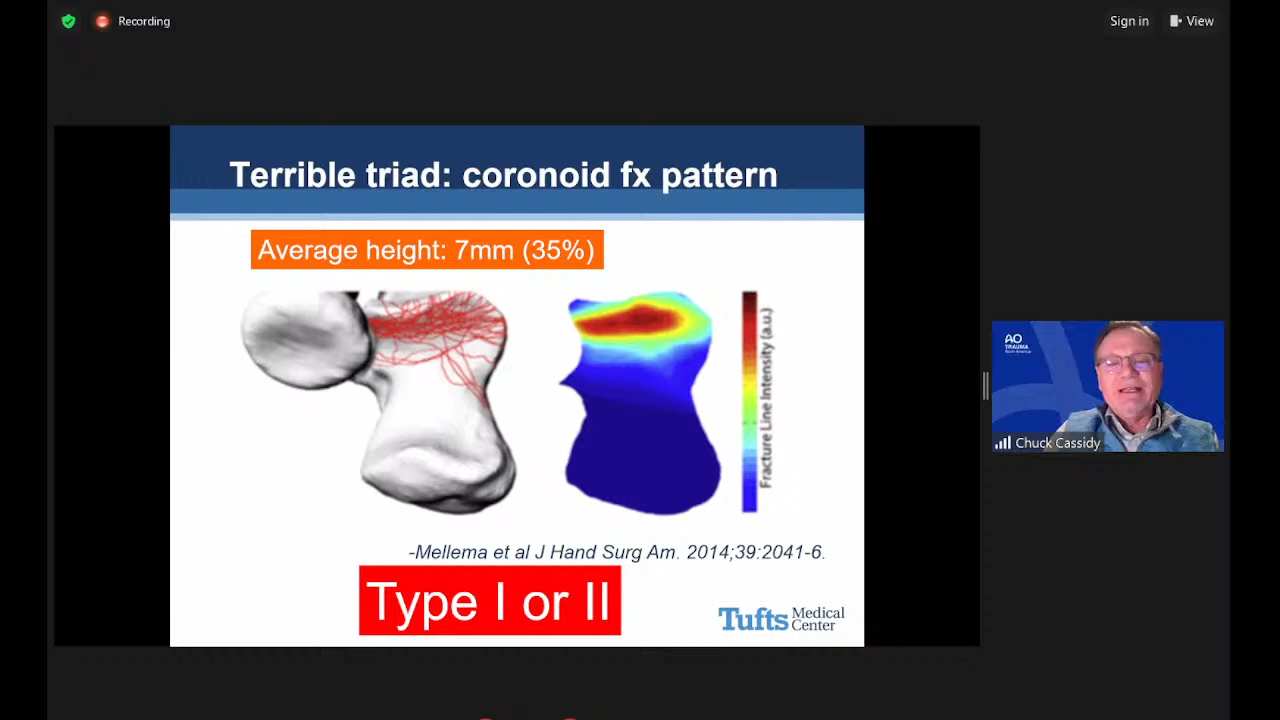 Recording
Sign in
View
Terrible triad: coronoid fx pattern
Average height: 7mm (35%)
Fracture Line Intensity (a.u.)
-Mellema et al J Hand Surg Am. 2014;39:2041-6.
Type I or II
Tufts Medical
Center
AO
TRAUMA
North America
Chuck Cassidy